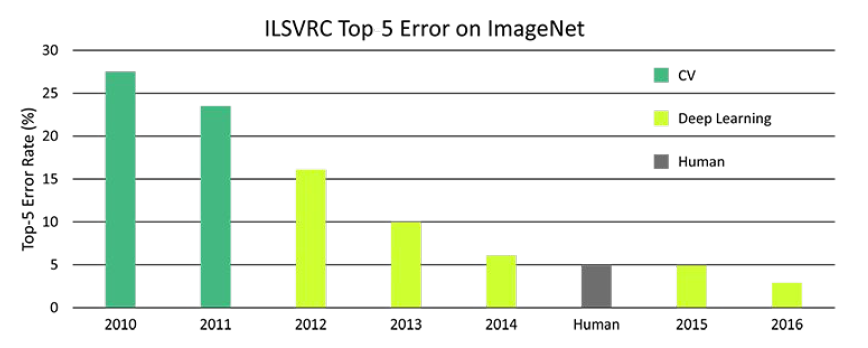 ILSVRC Top-5 Error on ImageNet
Top-5 Error Rate (%)
30
25
20
15
10
5
0
CV
Deep Learning
Human
2010 2011 2012 2013 2014 Human 2015 2016